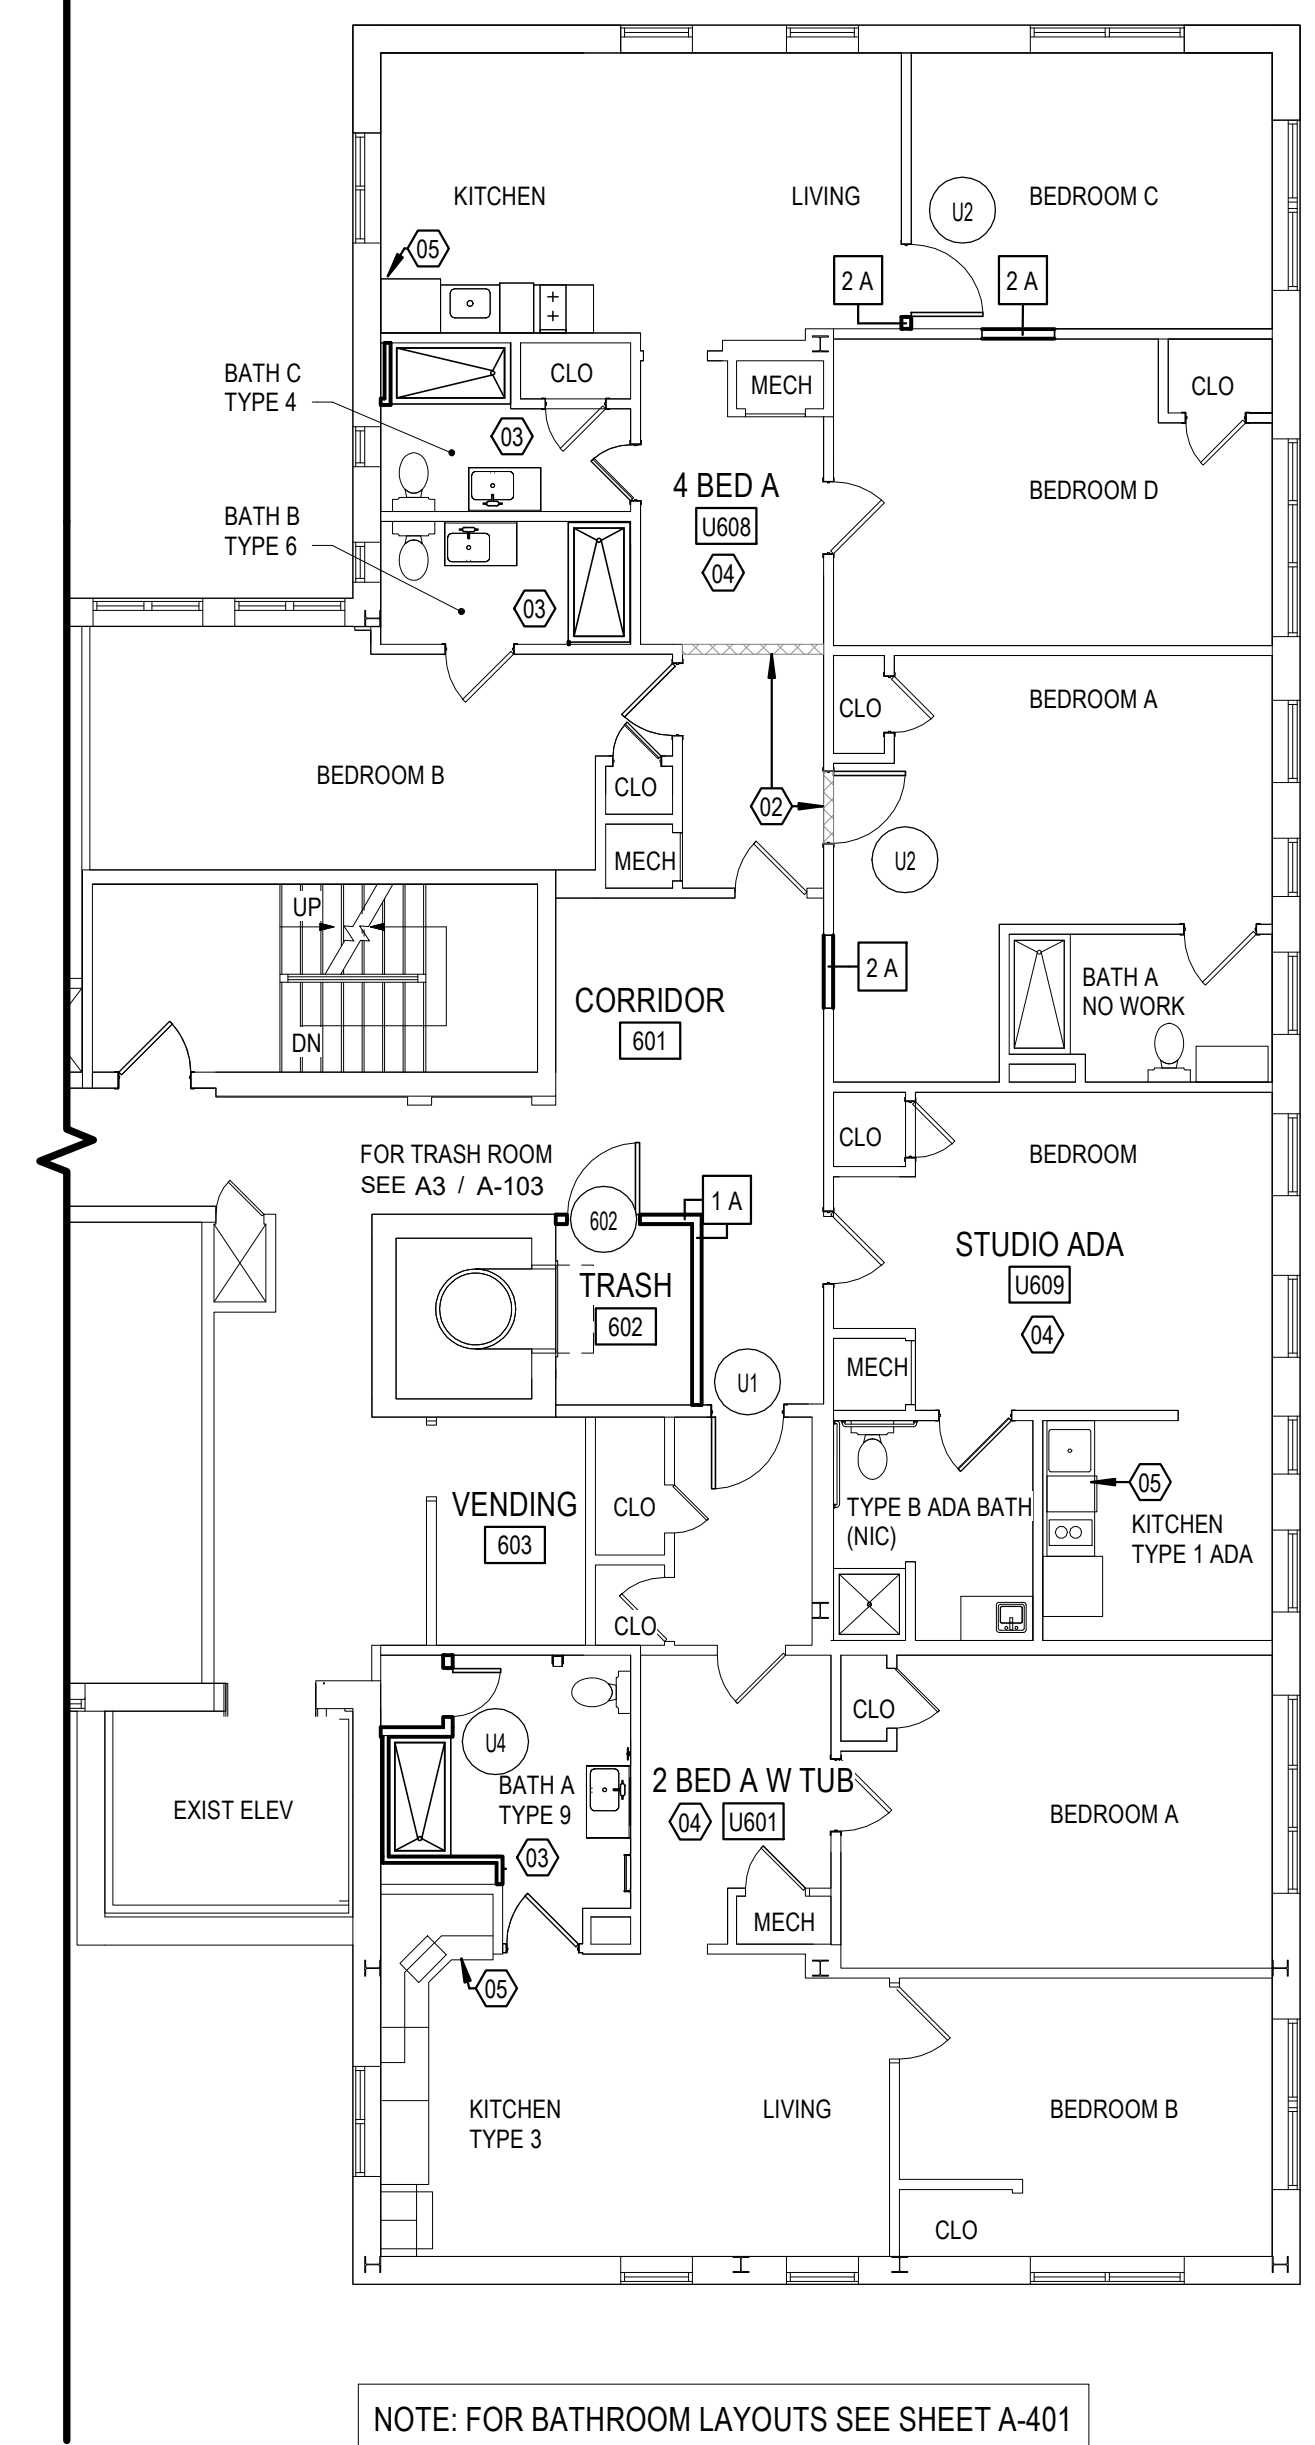 KITCHEN
LIVING
U2
BEDROOM C
05
2 A
2 A
BATH C
TYPE 4
CLO
MECH
CLO
03
4 BED A
U608
04
BEDROOM D
BATH B
TYPE 6
03
BEDROOM A
CLO
BEDROOM B
CLO
02
MECH
U2
UP
2 A
BATH A
NO WORK
CORRIDOR
601
DN
CLO
BEDROOM
FOR TRASH ROOM
SEE A3 / A-103
1 A
602
TRASH
602
STUDIO ADA
U609
04
MECH
U1
VENDING
603
CLO
TYPE B ADA BATH
(NIC)
05
KITCHEN
TYPE 1 ADA
CLO
CLO
U4
BATH A
TYPE 9
03
2 BED A W TUB
04
U601
EXIST ELEV
BEDROOM A
MECH
05
KITCHEN
TYPE 3
LIVING
BEDROOM B
CLO
NOTE: FOR BATHROOM LAYOUTS SEE SHEET A-401